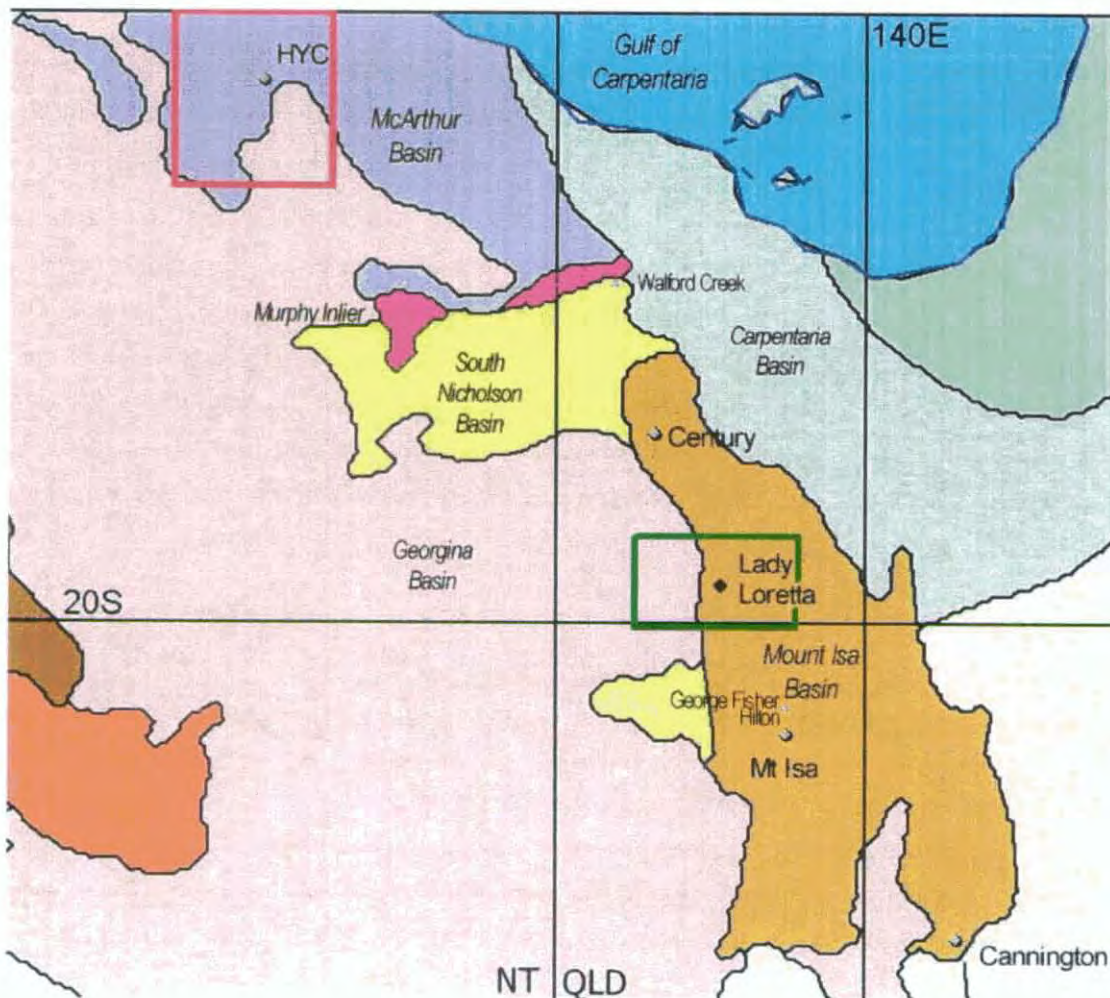 HYC
Gulf of
Carpentaria
140E
McArthur
Basin
Walford Creek
Murphy Inlier
Carpentaria
Basin
South
Nicholson
Basin
Century
Georgina
Basin
Lady
Loretta
20S
Mount Isa
Basin
George Fisher
Hilton
Mt Isa
Cannington
NT QLD